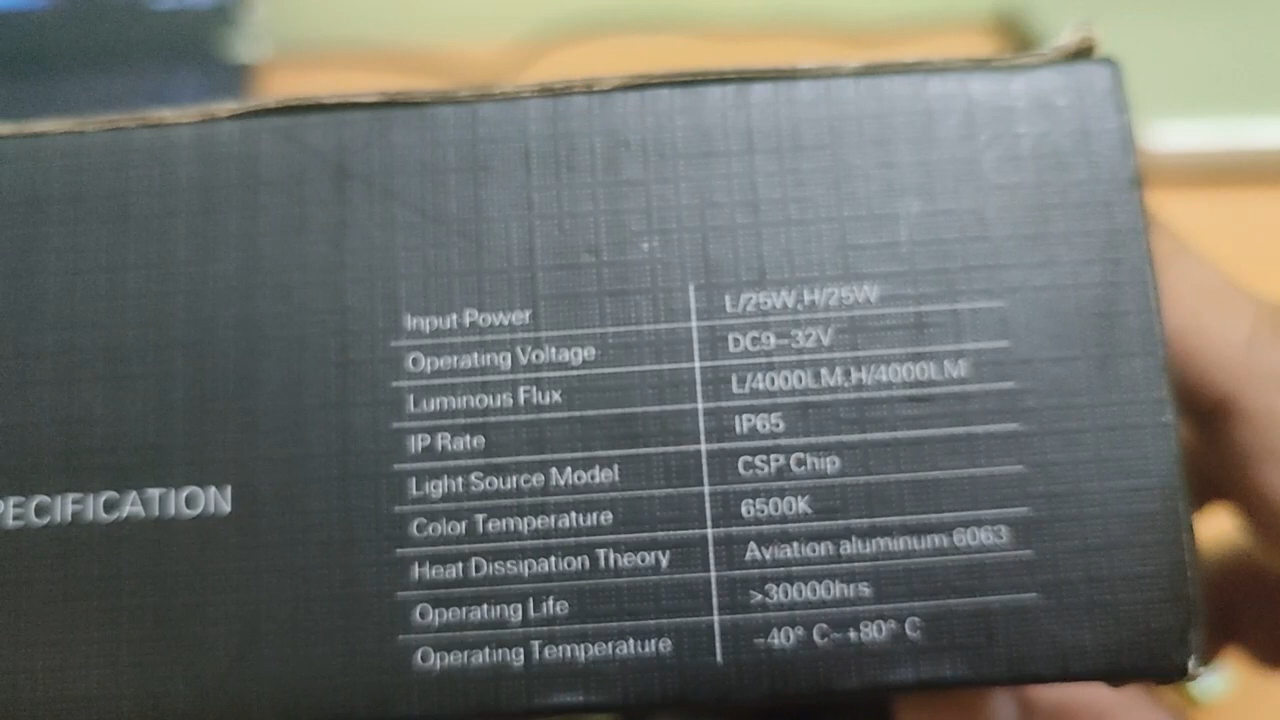 PECIFICATION
Input Power L/25W,H/25W
Operating Voltage DC9-32V
Luminous Flux L/4000LM,H/4000LM
IP Rate IP65
Light Source Model CSP Chip
Color Temperature 6500K
Heat Dissipation Theory Aviation aluminum 6063
Operating Life >30000hrs
Operating Temperature -40° C~+80° C